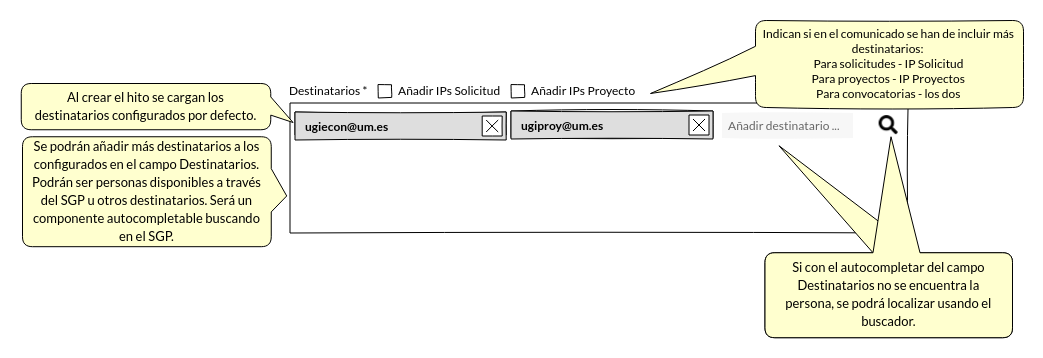 Indican si en el comunicado se han de incluir más
destinatarios:
Para solicitudes - IP Solicitud
Para proyectos - IP Proyectos
Para convocatorias - los dos
Destinatarios * Añadir IPs Solicitud Añadir IPs Proyecto
Al crear el hito se cargan los
destinatarios configurados por defecto.
ugiecon@um.es ugiproy@um.es Añadir destinatario ...
Se podrán añadir más destinatarios a los
configurados en el campo Destinatarios.
Podrán ser personas disponibles a través
del SGP u otros destinatarios. Será un
componente autocompletable buscando
en el SGP.
Si con el autocompletar del campo
Destinatarios no se encuentra la
persona, se podrá localizar usando el
buscador.